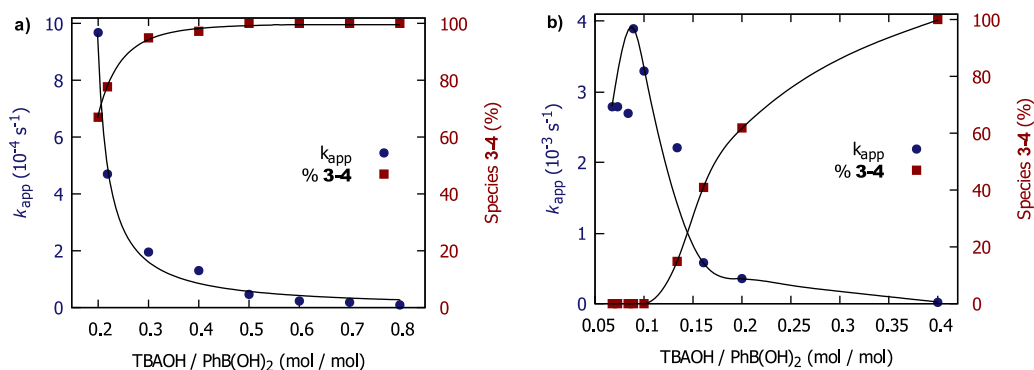 a)
10
8
6
4
2
0
k_app (10⁻⁴ s⁻¹)
100
80
60
40
20
0
Species 3-4 (%)
k_app
% 3-4
0.2 0.3 0.4 0.5 0.6 0.7 0.8
TBAOH / PhB(OH)₂ (mol / mol)
b)
4
3
2
1
0
k_app (10⁻³ s⁻¹)
100
80
60
40
20
0
Species 3-4 (%)
k_app
% 3-4
0.05 0.1 0.15 0.2 0.25 0.3 0.35 0.4
TBAOH / PhB(OH)₂ (mol / mol)